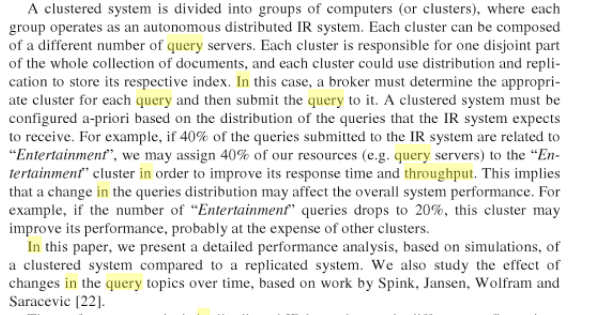 A clustered system is divided into groups of computers (or clusters), where each
group operates as an autonomous distributed IR system. Each cluster can be composed
of a different number of query servers. Each cluster is responsible for one disjoint part
of the whole collection of documents, and each cluster could use distribution and repli-
cation to store its respective index. In this case, a broker must determine the appropri-
ate cluster for each query and then submit the query to it. A clustered system must be
configured a-priori based on the distribution of the queries that the IR system expects
to receive. For example, if 40% of the queries submitted to the IR system are related to
“Entertainment”, we may assign 40% of our resources (e.g. query servers) to the “En-
tertainment” cluster in order to improve its response time and throughput. This implies
that a change in the queries distribution may affect the overall system performance. For
example, if the number of “Entertainment” queries drops to 20%, this cluster may
improve its performance, probably at the expense of other clusters.
In this paper, we present a detailed performance analysis, based on simulations, of
a clustered system compared to a replicated system. We also study the effect of
changes in the query topics over time, based on work by Spink, Jansen, Wolfram and
Saracevic [22].